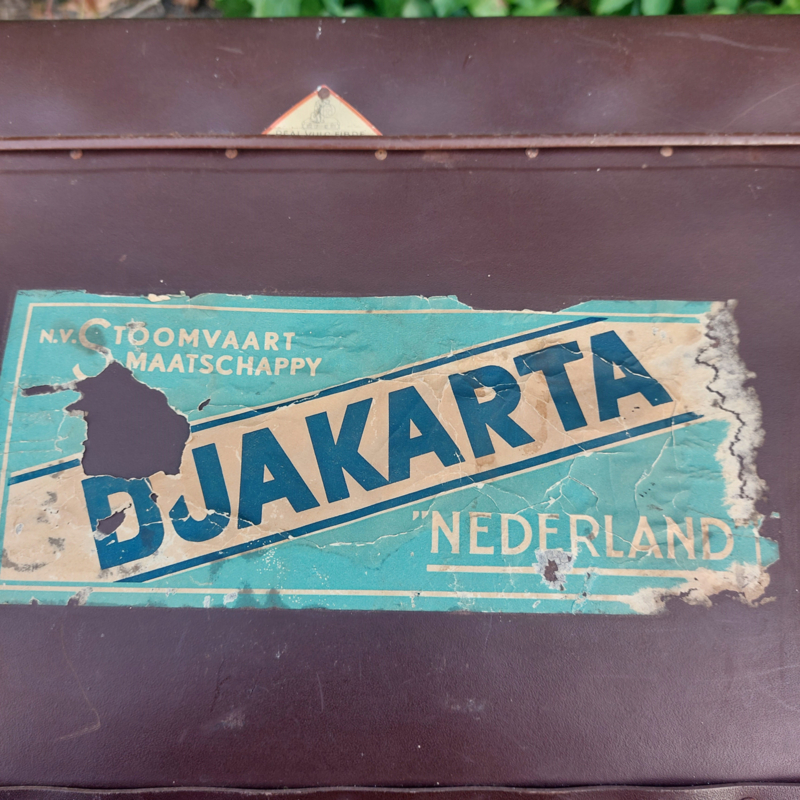 N.V. STOOMVAART
MAATSCHAPPY
DJAKARTA
"NEDERLAND"